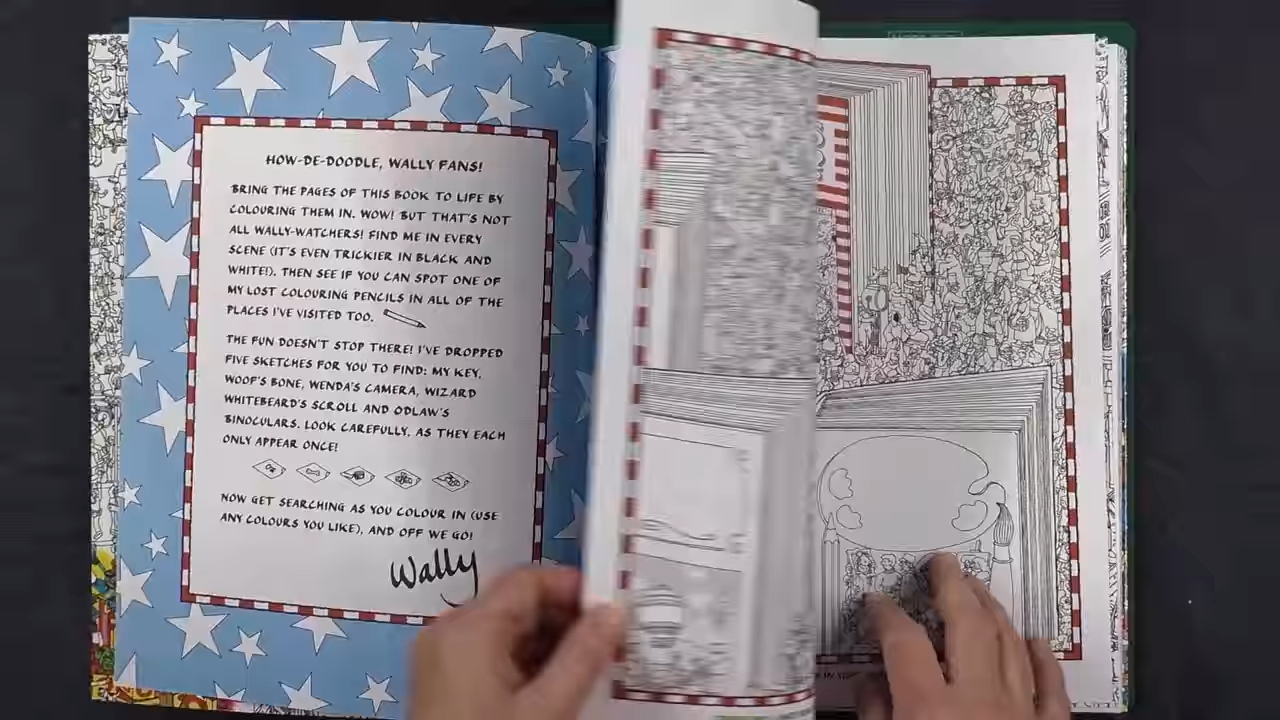 HOW-DE-DOODLE, WALLY FANS!
BRING THE PAGES OF THIS BOOK TO LIFE BY
COLOURING THEM IN. WOW! BUT THAT'S NOT
ALL WALLY-WATCHERS! FIND ME IN EVERY
SCENE (IT'S EVEN TRICKIER IN BLACK AND
WHITE!). THEN SEE IF YOU CAN SPOT ONE OF
MY LOST COLOURING PENCILS IN ALL OF THE
PLACES I'VE VISITED TOO.
THE FUN DOESN'T STOP THERE! I'VE DROPPED
FIVE SKETCHES FOR YOU TO FIND: MY KEY,
WOOF'S BONE, WENDA'S CAMERA, WIZARD
WHITEBEARD'S SCROLL AND ODLAW'S
BINOCULARS. LOOK CAREFULLY, AS THEY EACH
ONLY APPEAR ONCE!
NOW GET SEARCHING AS YOU COLOUR IN (USE
ANY COLOURS YOU LIKE), AND OFF WE GO!
Wally